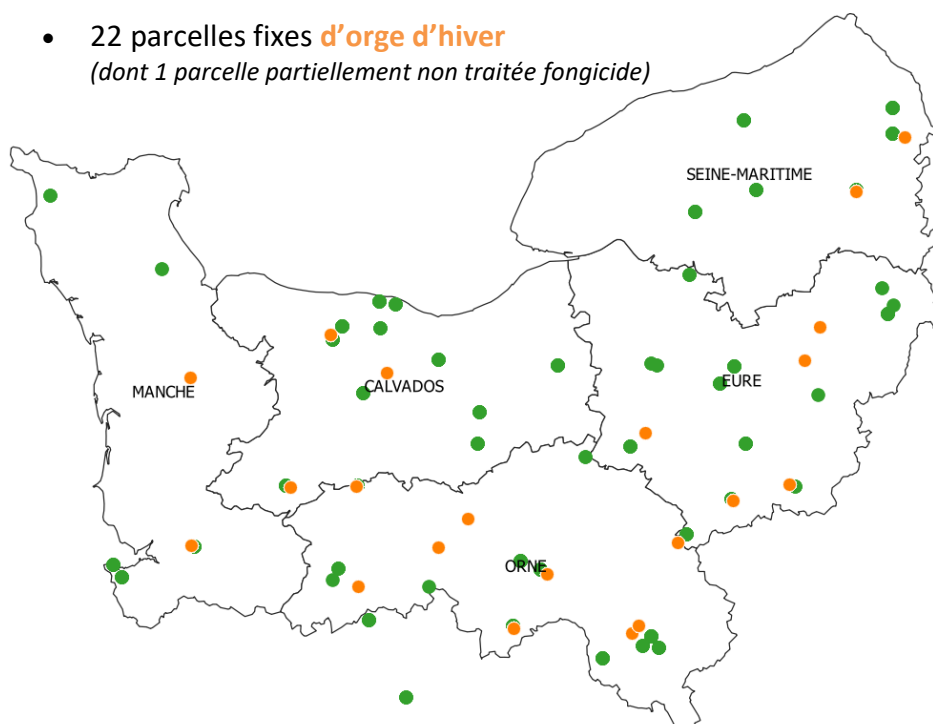 • 22 parcelles fixes d’orge d’hiver
(dont 1 parcelle partiellement non traitée fongicide)
SEINE-MARITIME
EURE
MANCHE
CALVADOS
ORNE